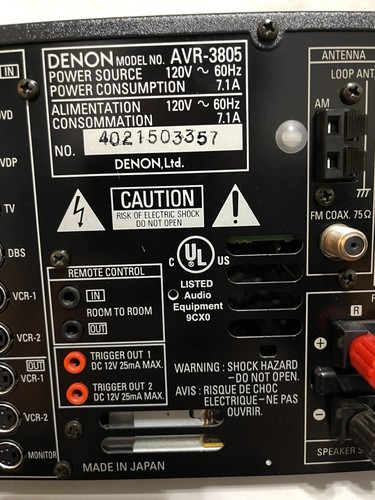 DENON MODEL NO. AVR-3805
POWER SOURCE 120V ~ 60Hz
POWER CONSUMPTION 7.1A
ALIMENTATION 120V ~ 60Hz
CONSOMMATION 7.1A
NO. 4021503357
DENON, Ltd.
CAUTION
RISK OF ELECTRIC SHOCK
DO NOT OPEN
C UL US
LISTED
Audio
Equipment
9CX0
REMOTE CONTROL
IN
ROOM TO ROOM
OUT
TRIGGER OUT 1
DC 12V 25mA MAX.
TRIGGER OUT 2
DC 12V 25mA MAX.
WARNING : SHOCK HAZARD
– DO NOT OPEN.
AVIS : RISQUE DE CHOC
ELECTRIQUE – NE PAS
OUVRIR.
MADE IN JAPAN
IN
VDP
TV
DBS
VCR-1
VCR-2
OUT
VCR-1
VCR-2
MONITOR
ANTENNA
LOOP ANT
AM
FM COAX. 75Ω
R
+
−
SPEAKER